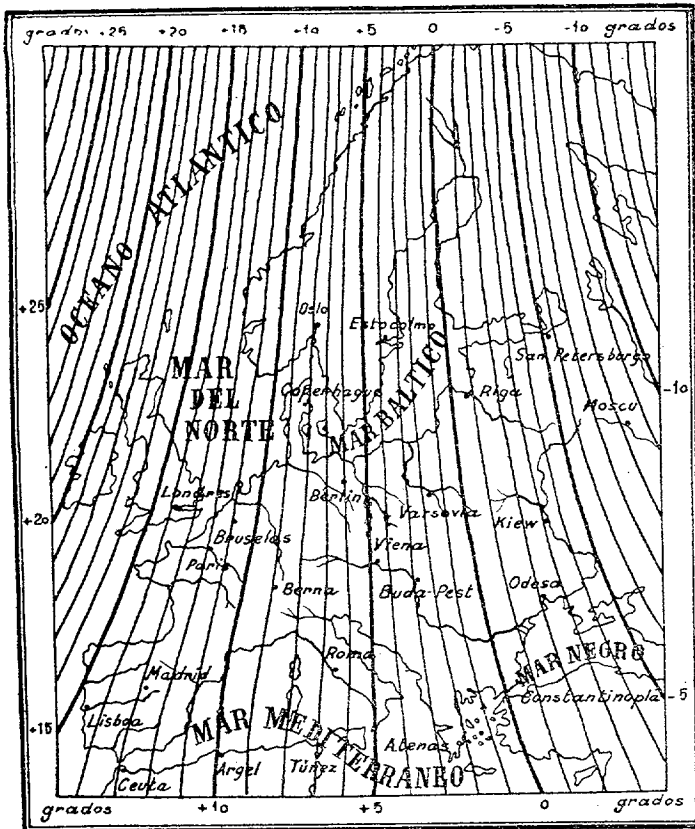 grados +25 +20 +15 +10 +5 0 -5 -10 grados
OCEANO ATLANTICO
+25
Oslo
Estocolmo
San Petersburgo
MAR DEL NORTE
Copenhague
MAR BALTICO
Riga
-10
Moscu
Londres
Berlin
Varsovia
Kiew
+20
Bruselas
Viena
Paris
Berna
Buda-Pest
Odesa
Roma
MAR NEGRO
Madrid
Constantinopla
-5
Lisboa
+15
MAR MEDITERRANEO
Atenas
Ceuta
Argel
Túnez
grados +10 +5 0 grados